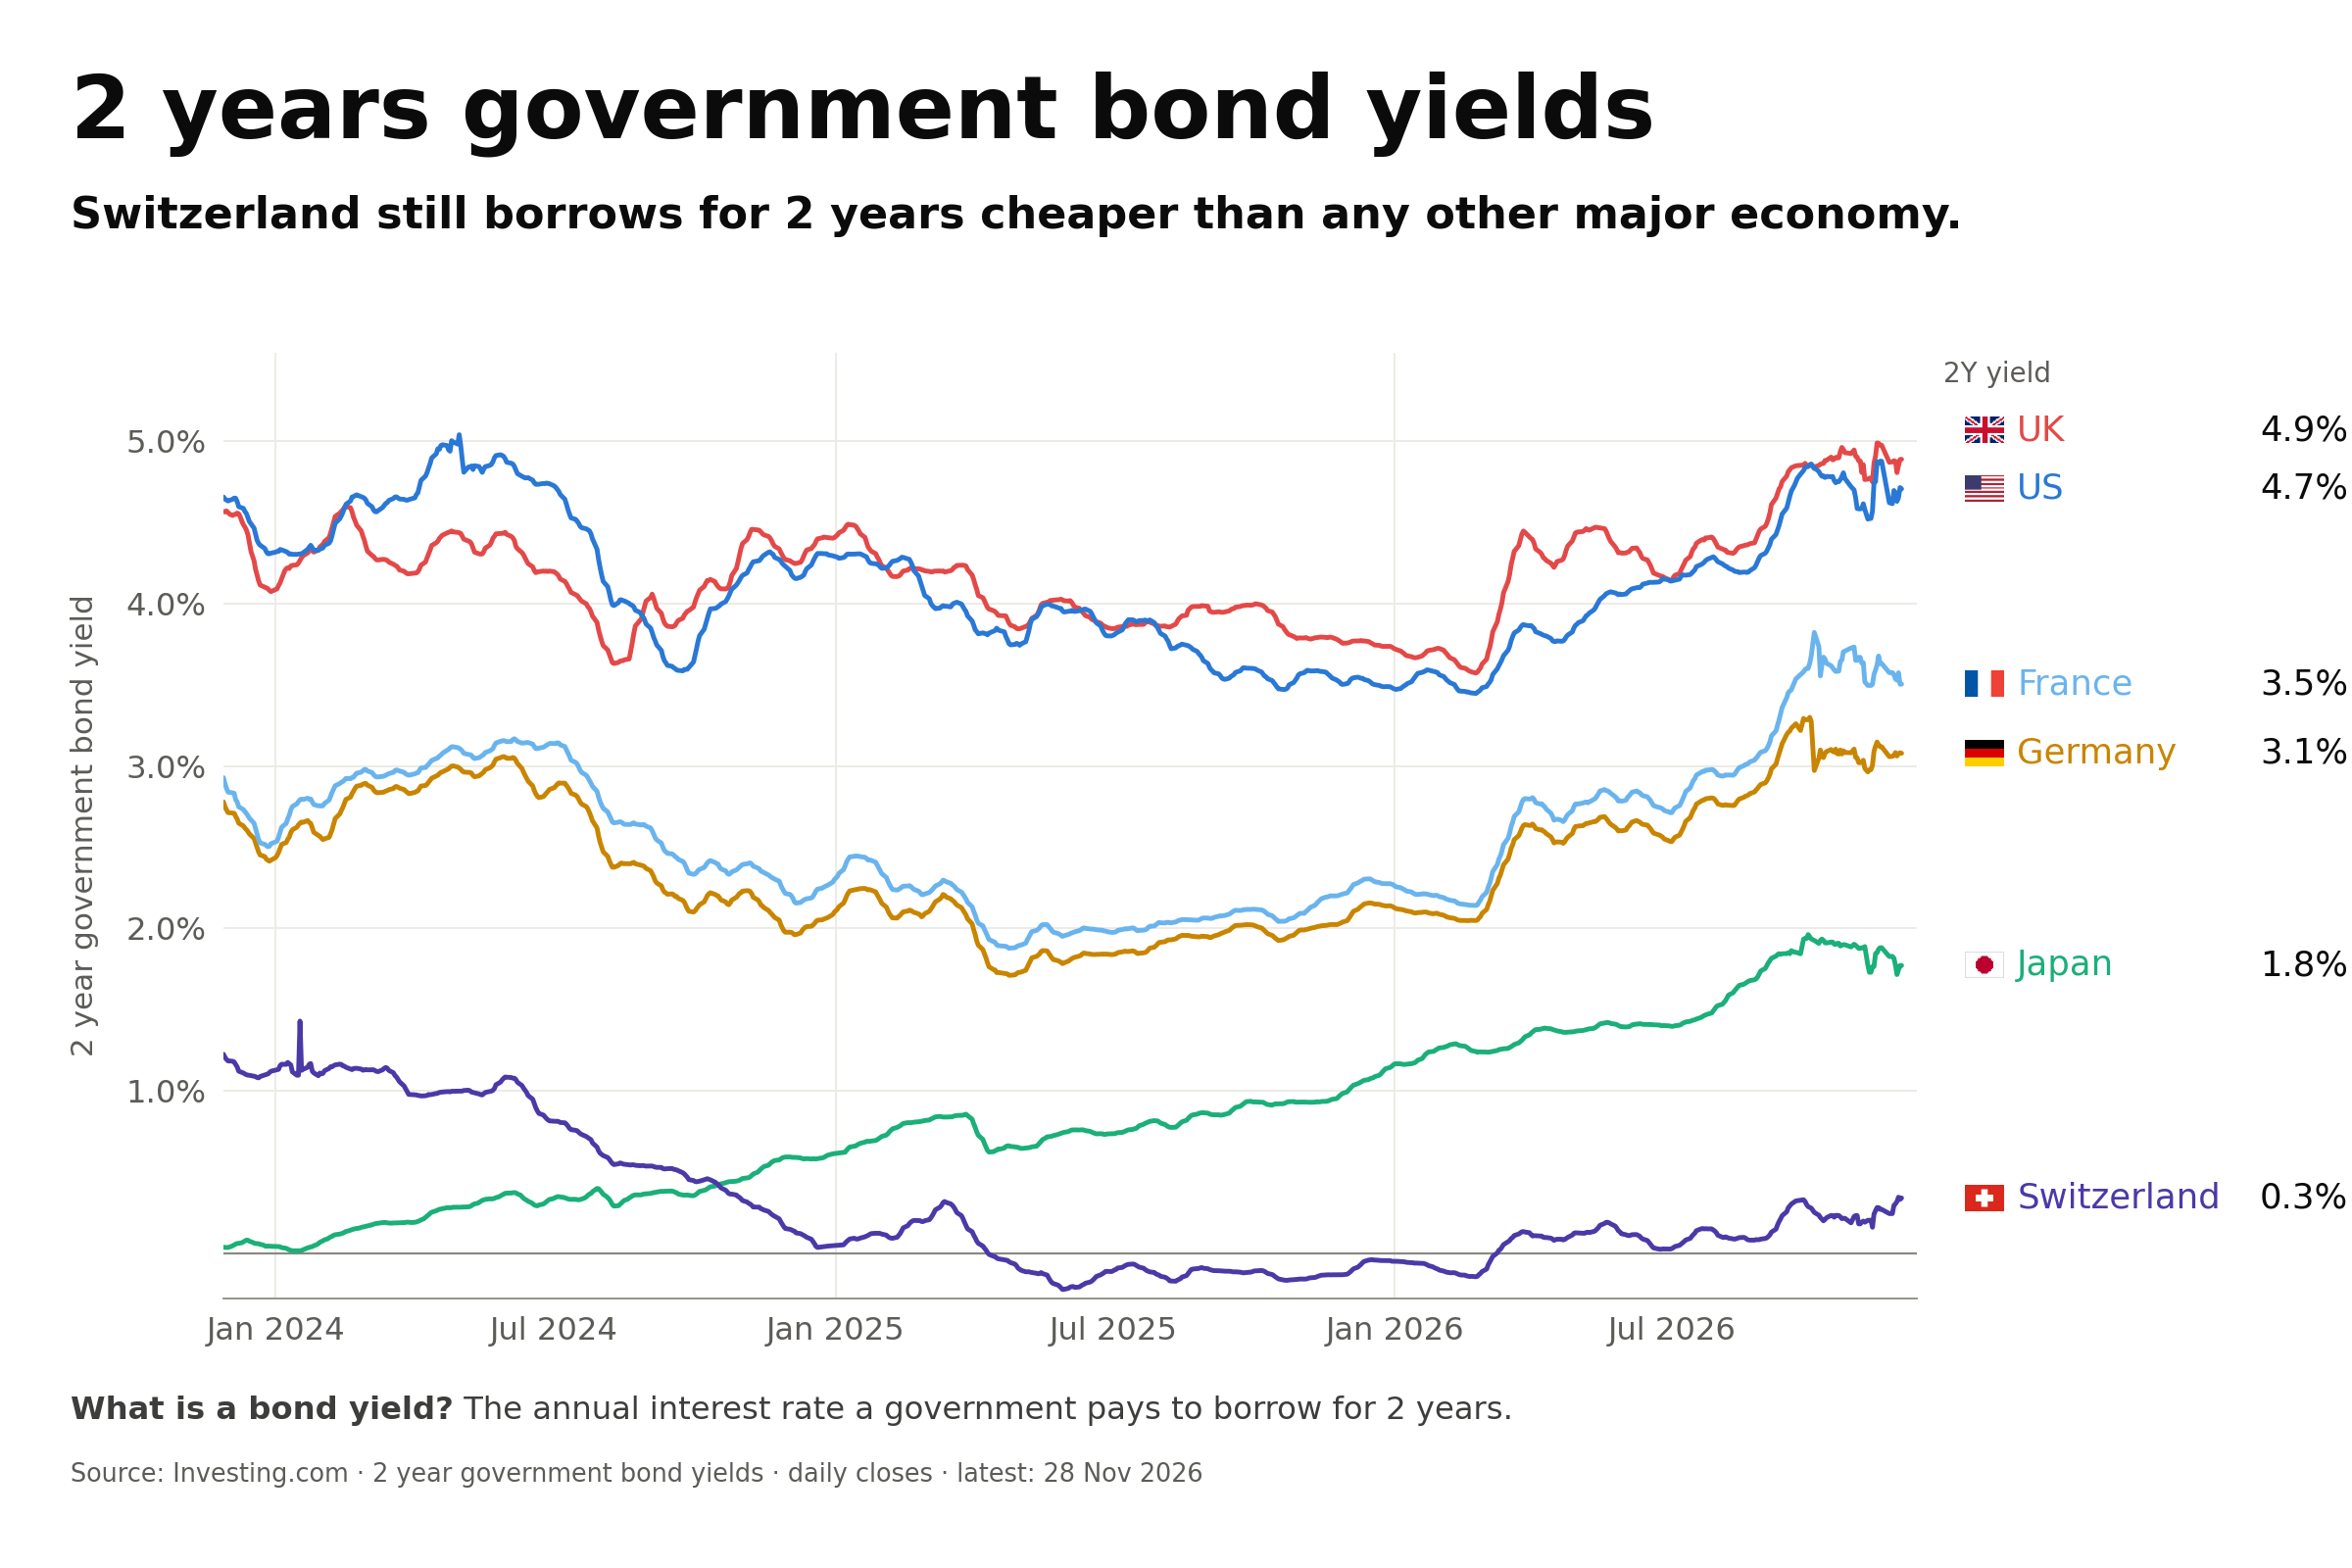 2 years government bond yields
Switzerland still borrows for 2 years cheaper than any other major economy.
2Y yield
UK 4.9%
US 4.7%
France 3.5%
Germany 3.1%
Japan 1.8%
Switzerland 0.3%
2 year government bond yield
5.0%
4.0%
3.0%
2.0%
1.0%
Jan 2024 Jul 2024 Jan 2025 Jul 2025 Jan 2026 Jul 2026
What is a bond yield? The annual interest rate a government pays to borrow for 2 years.
Source: Investing.com · 2 year government bond yields · daily closes · latest: 28 Nov 2026